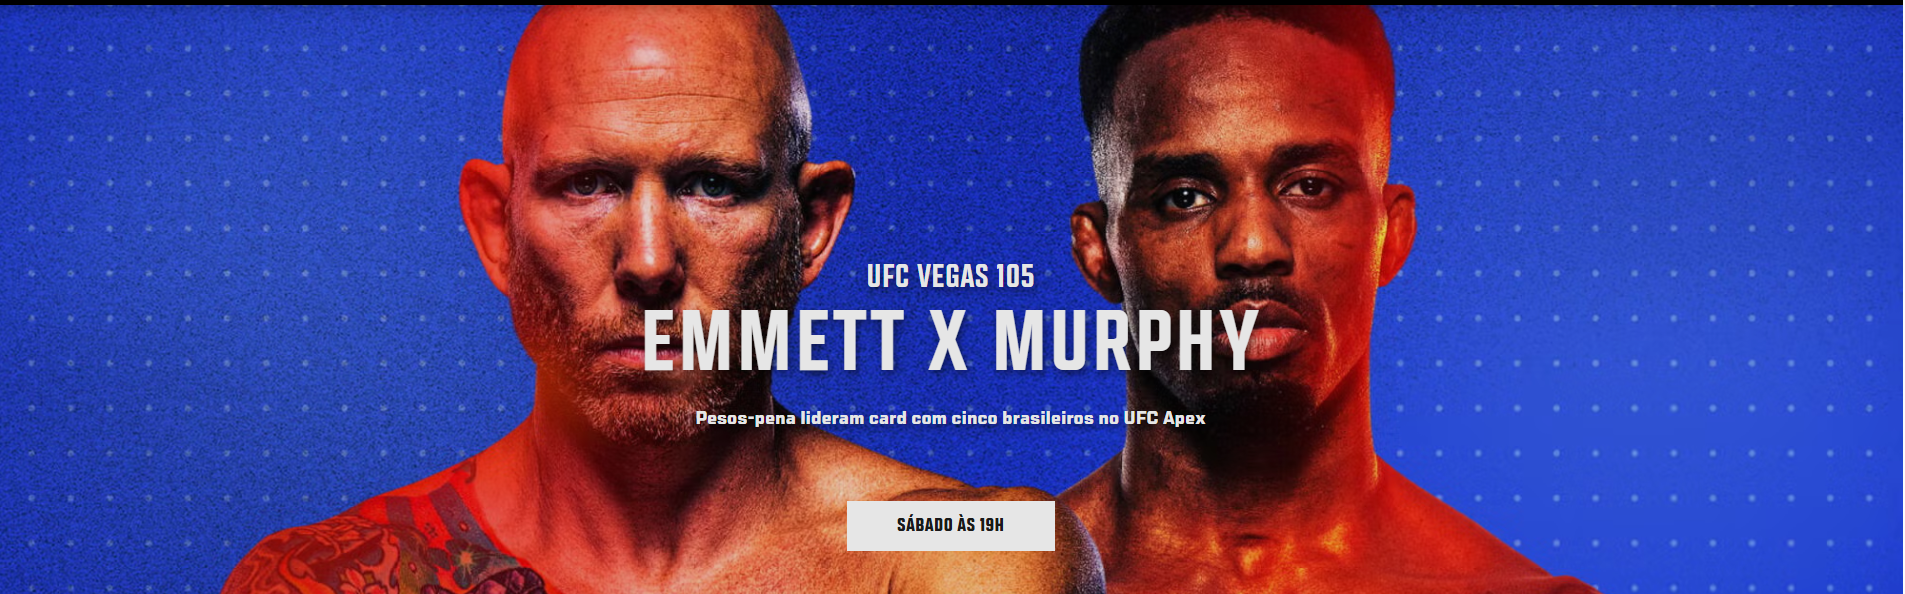 UFC VEGAS 105
EMMETT X MURPHY
Pesos-pena lideram card com cinco brasileiros no UFC Apex
SÁBADO ÀS 19H